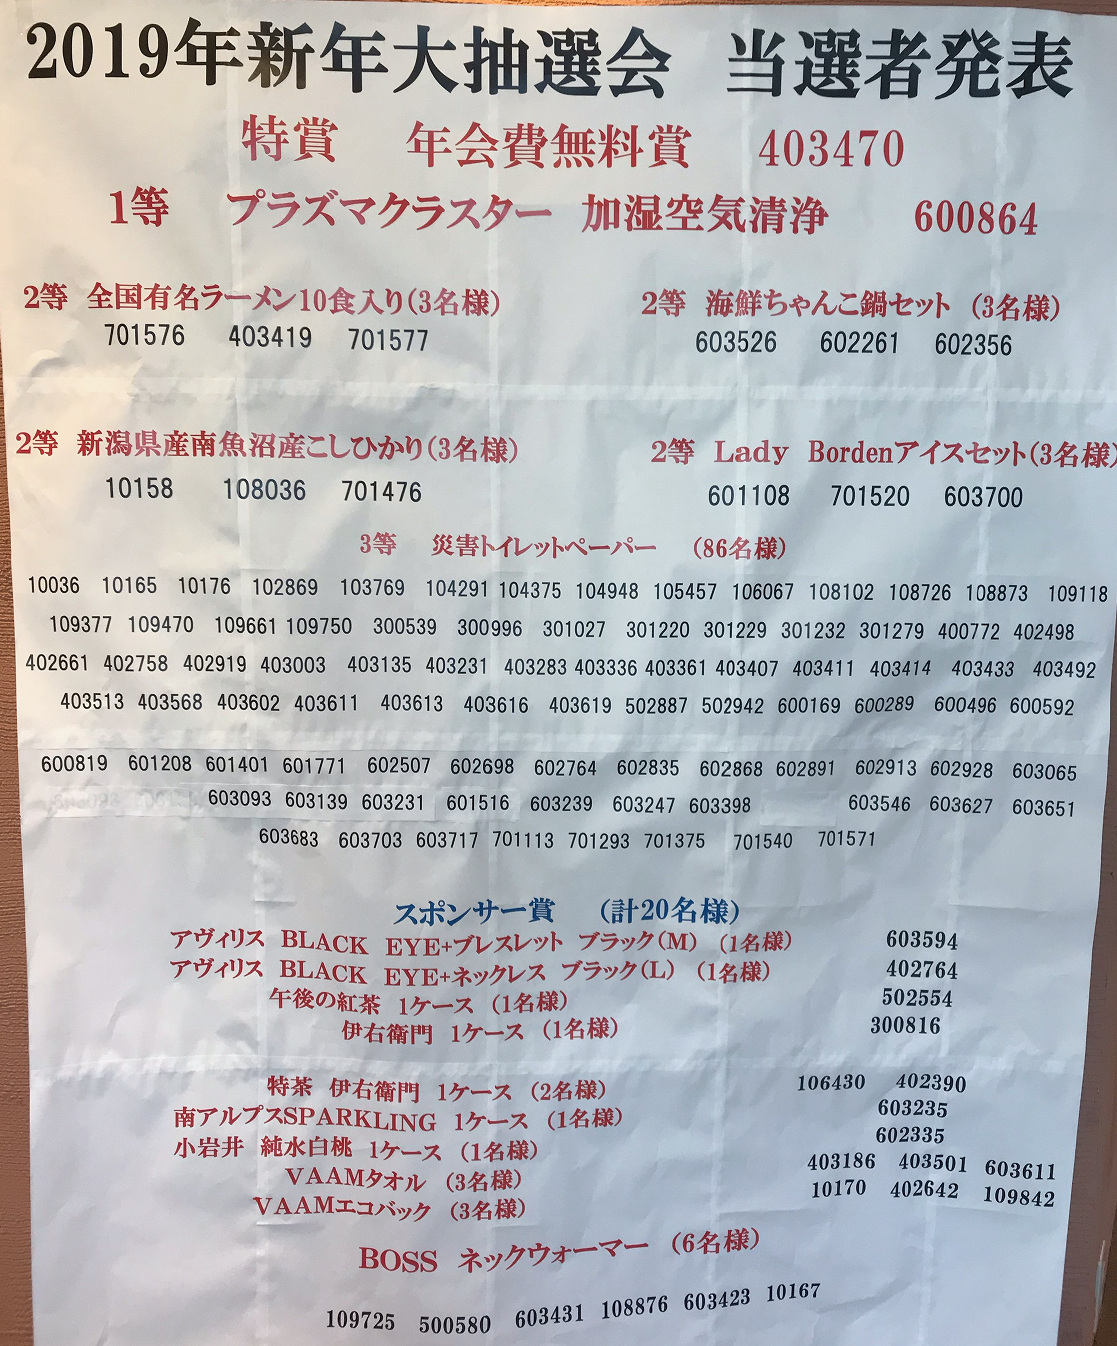 2019年新年大抽選会 当選者発表
特賞 年会費無料賞 403470
1等 プラズマクラスター 加湿空気清浄 600864
2等 全国有名ラーメン10食入り(3名様) 2等 海鮮ちゃんこ鍋セット (3名様)
701576 403419 701577 603526 602261 602356
2等 新潟県産南魚沼産こしひかり(3名様) 2等 Lady Bordenアイスセット(3名様)
10158 108036 701476 601108 701520 603700
3等 災害トイレットペーパー (86名様)
10036 10165 10176 102869 103769 104291 104375 104948 105457 106067 108102 108726 108873 109118
109377 109470 109661 109750 300539 300996 301027 301220 301229 301232 301279 400772 402498
402661 402758 402919 403003 403135 403231 403283 403336 403361 403407 403411 403414 403433 403492
403513 403568 403602 403611 403613 403616 403619 502887 502942 600169 600289 600496 600592
600819 601208 601401 601771 602507 602698 602764 602835 602868 602891 602913 602928 603065
603093 603139 603231 601516 603239 603247 603398 603546 603627 603651
603683 603703 603717 701113 701293 701375 701540 701571
スポンサー賞 (計20名様)
アヴィリス BLACK EYE+ブレスレット ブラック(M) (1名様) 603594
アヴィリス BLACK EYE+ネックレス ブラック(L) (1名様) 402764
午後の紅茶 1ケース (1名様) 502554
伊右衛門 1ケース (1名様) 300816
特茶 伊右衛門 1ケース (2名様) 106430 402390
南アルプスSPARKLING 1ケース (1名様) 603235
小岩井 純水白桃 1ケース (1名様) 602335
VAAMタオル (3名様) 403186 403501 603611
VAAMエコバック (3名様) 10170 402642 109842
BOSS ネックウォーマー (6名様)
109725 500580 603431 108876 603423 10167